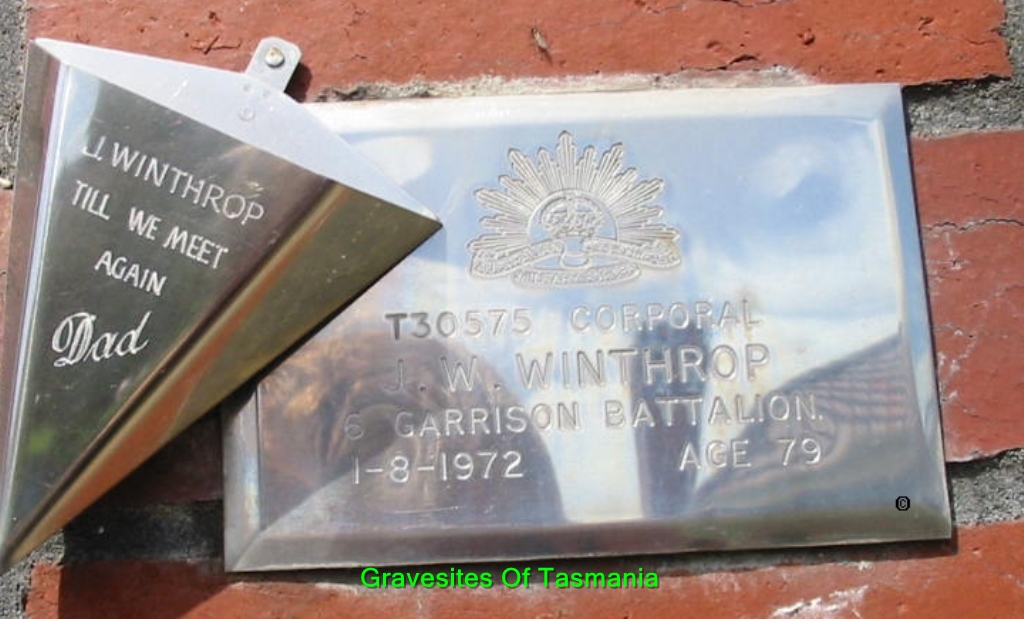 J. WINTHROP
TILL WE MEET
AGAIN
Dad
T30575 CORPORAL
J. W. WINTHROP
6 GARRISON BATTALION.
1-8-1972 AGE 79
©
Gravesites Of Tasmania